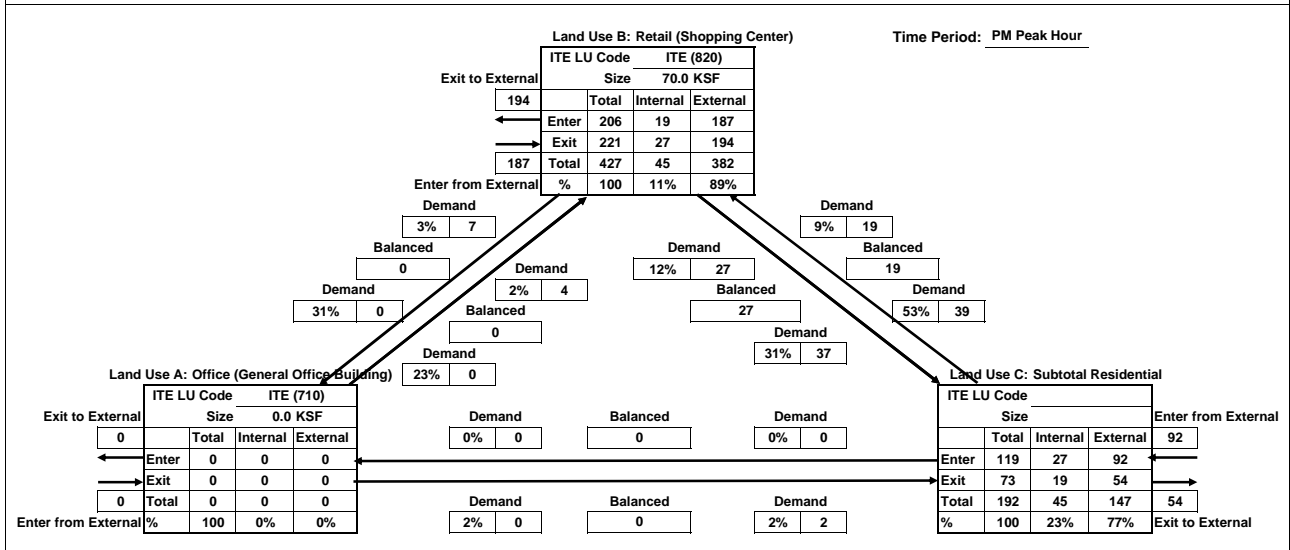 Land Use B: Retail (Shopping Center)
Time Period: PM Peak Hour
ITE LU Code ITE (820)
Exit to External Size 70.0 KSF
194 Total Internal External
Enter 206 19 187
Exit 221 27 194
187 Total 427 45 382
Enter from External % 100 11% 89%
Demand Demand
3% 7 9% 19
Balanced Demand Balanced
0 Demand 12% 27 19
Demand 2% 4 Balanced Demand
31% 0 Balanced 27 53% 39
0 Demand
Demand 31% 37
Land Use A: Office (General Office Building) 23% 0 Land Use C: Subtotal Residential
ITE LU Code ITE (710) ITE LU Code
Exit to External Size 0.0 KSF Demand Balanced Demand Size Enter from External
0 Total Internal External 0% 0 0 0% 0 Total Internal External 92
Enter 0 0 0 Enter 119 27 92
Exit 0 0 0 Exit 73 19 54
0 Total 0 0 0 Demand Balanced Demand Total 192 45 147 54
Enter from External % 100 0% 0% 2% 0 0 2% 2 % 100 23% 77% Exit to External